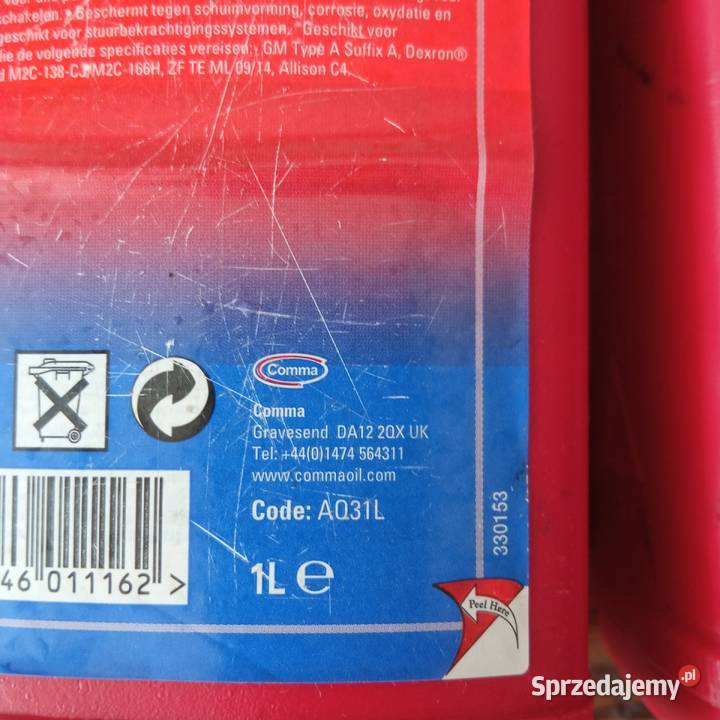 schakelen. • Beschermt tegen schuimvorming, corrosie, oxydatie en
geschikt voor stuurbekrachtigingssystemen. • Geschikt voor
die de volgende specificaties vereisen:- GM Type A Suffix A, Dexron®
M2C-138-CJ/M2C-166H, ZF TE ML 09/14, Allison C4.
Comma
Comma
Gravesend DA12 2QX UK
Tel: +44(0)1474 564311
www.commaoil.com
Code: AQ31L
46 011162 >
1L e
330153
Peel Here
Sprzedajemy.pl